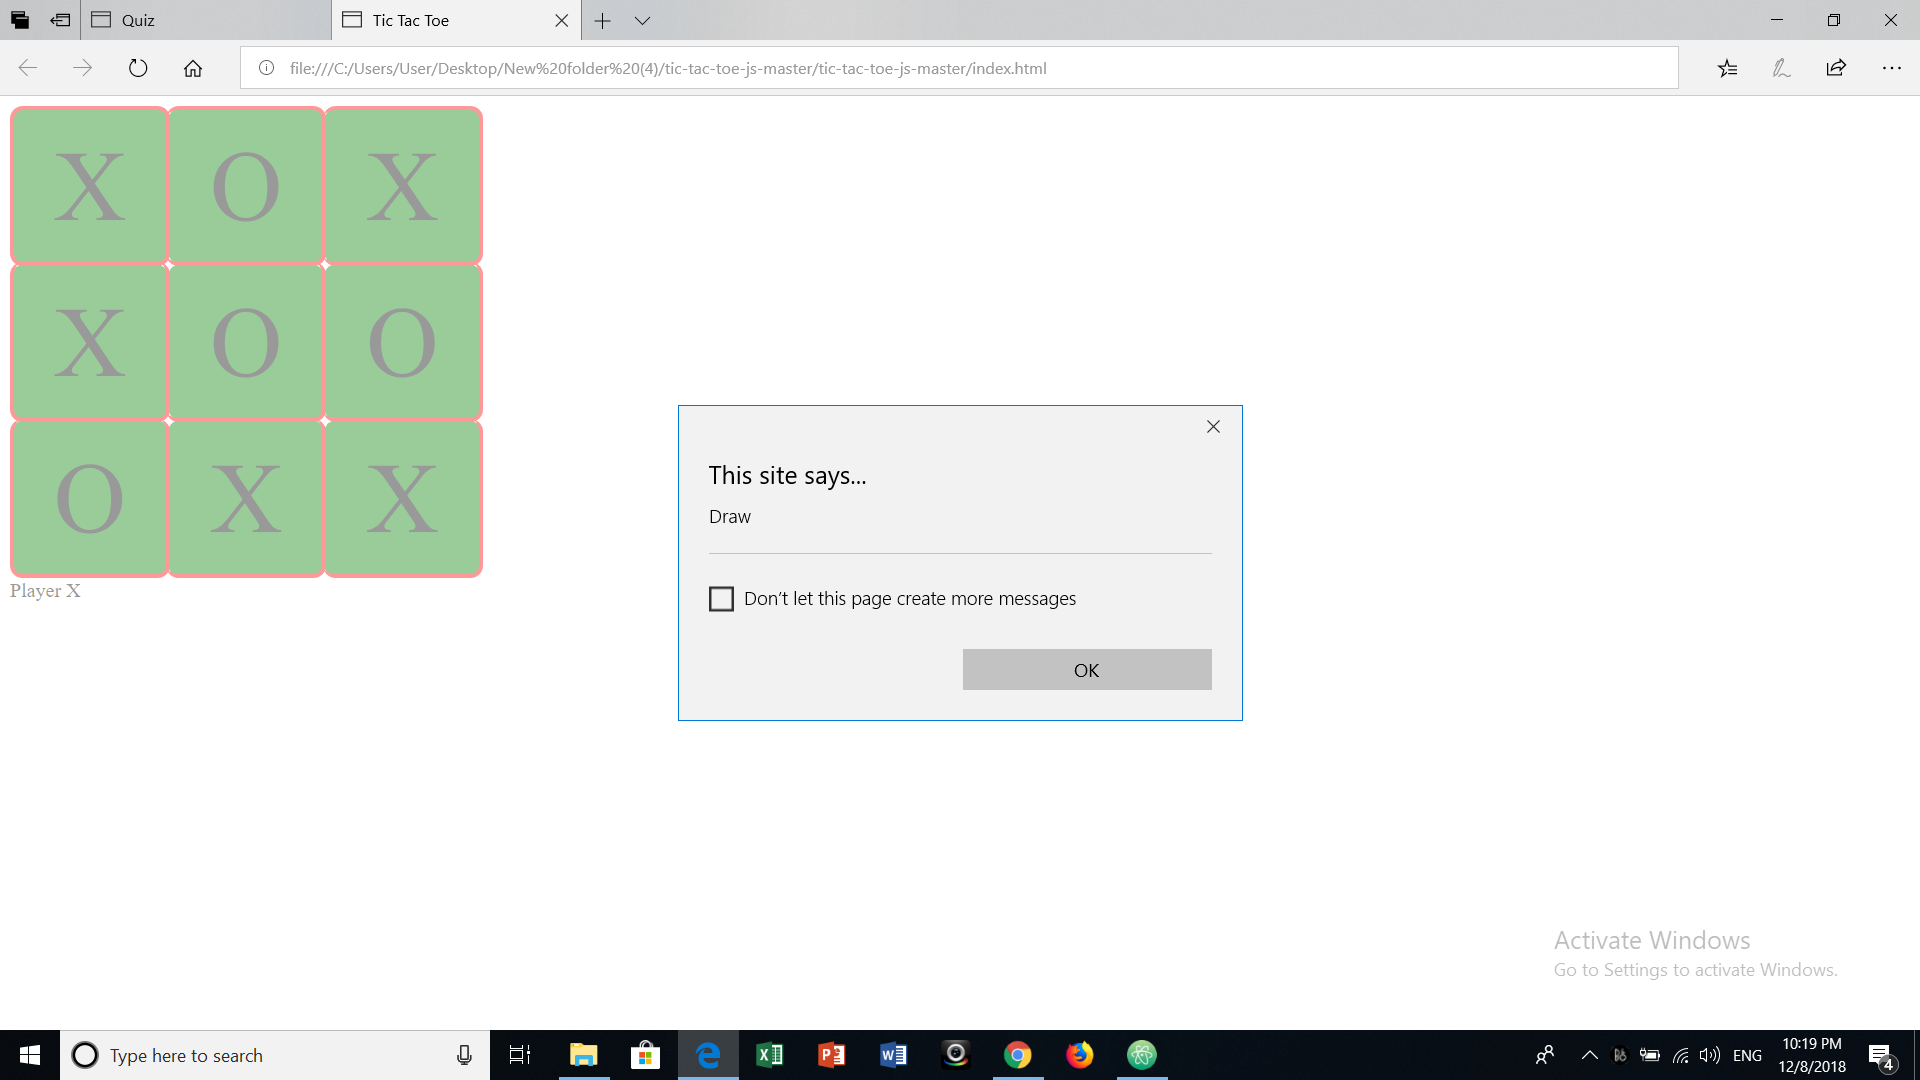 Quiz
Tic Tac Toe
file:///C:/Users/User/Desktop/New%20folder%20(4)/tic-tac-toe-js-master/tic-tac-toe-js-master/index.html
X O X
X O O
O X X
Player X
This site says...
Draw
Don't let this page create more messages
OK
Activate Windows
Go to Settings to activate Windows.
Type here to search
ENG
10:19 PM
12/8/2018
4